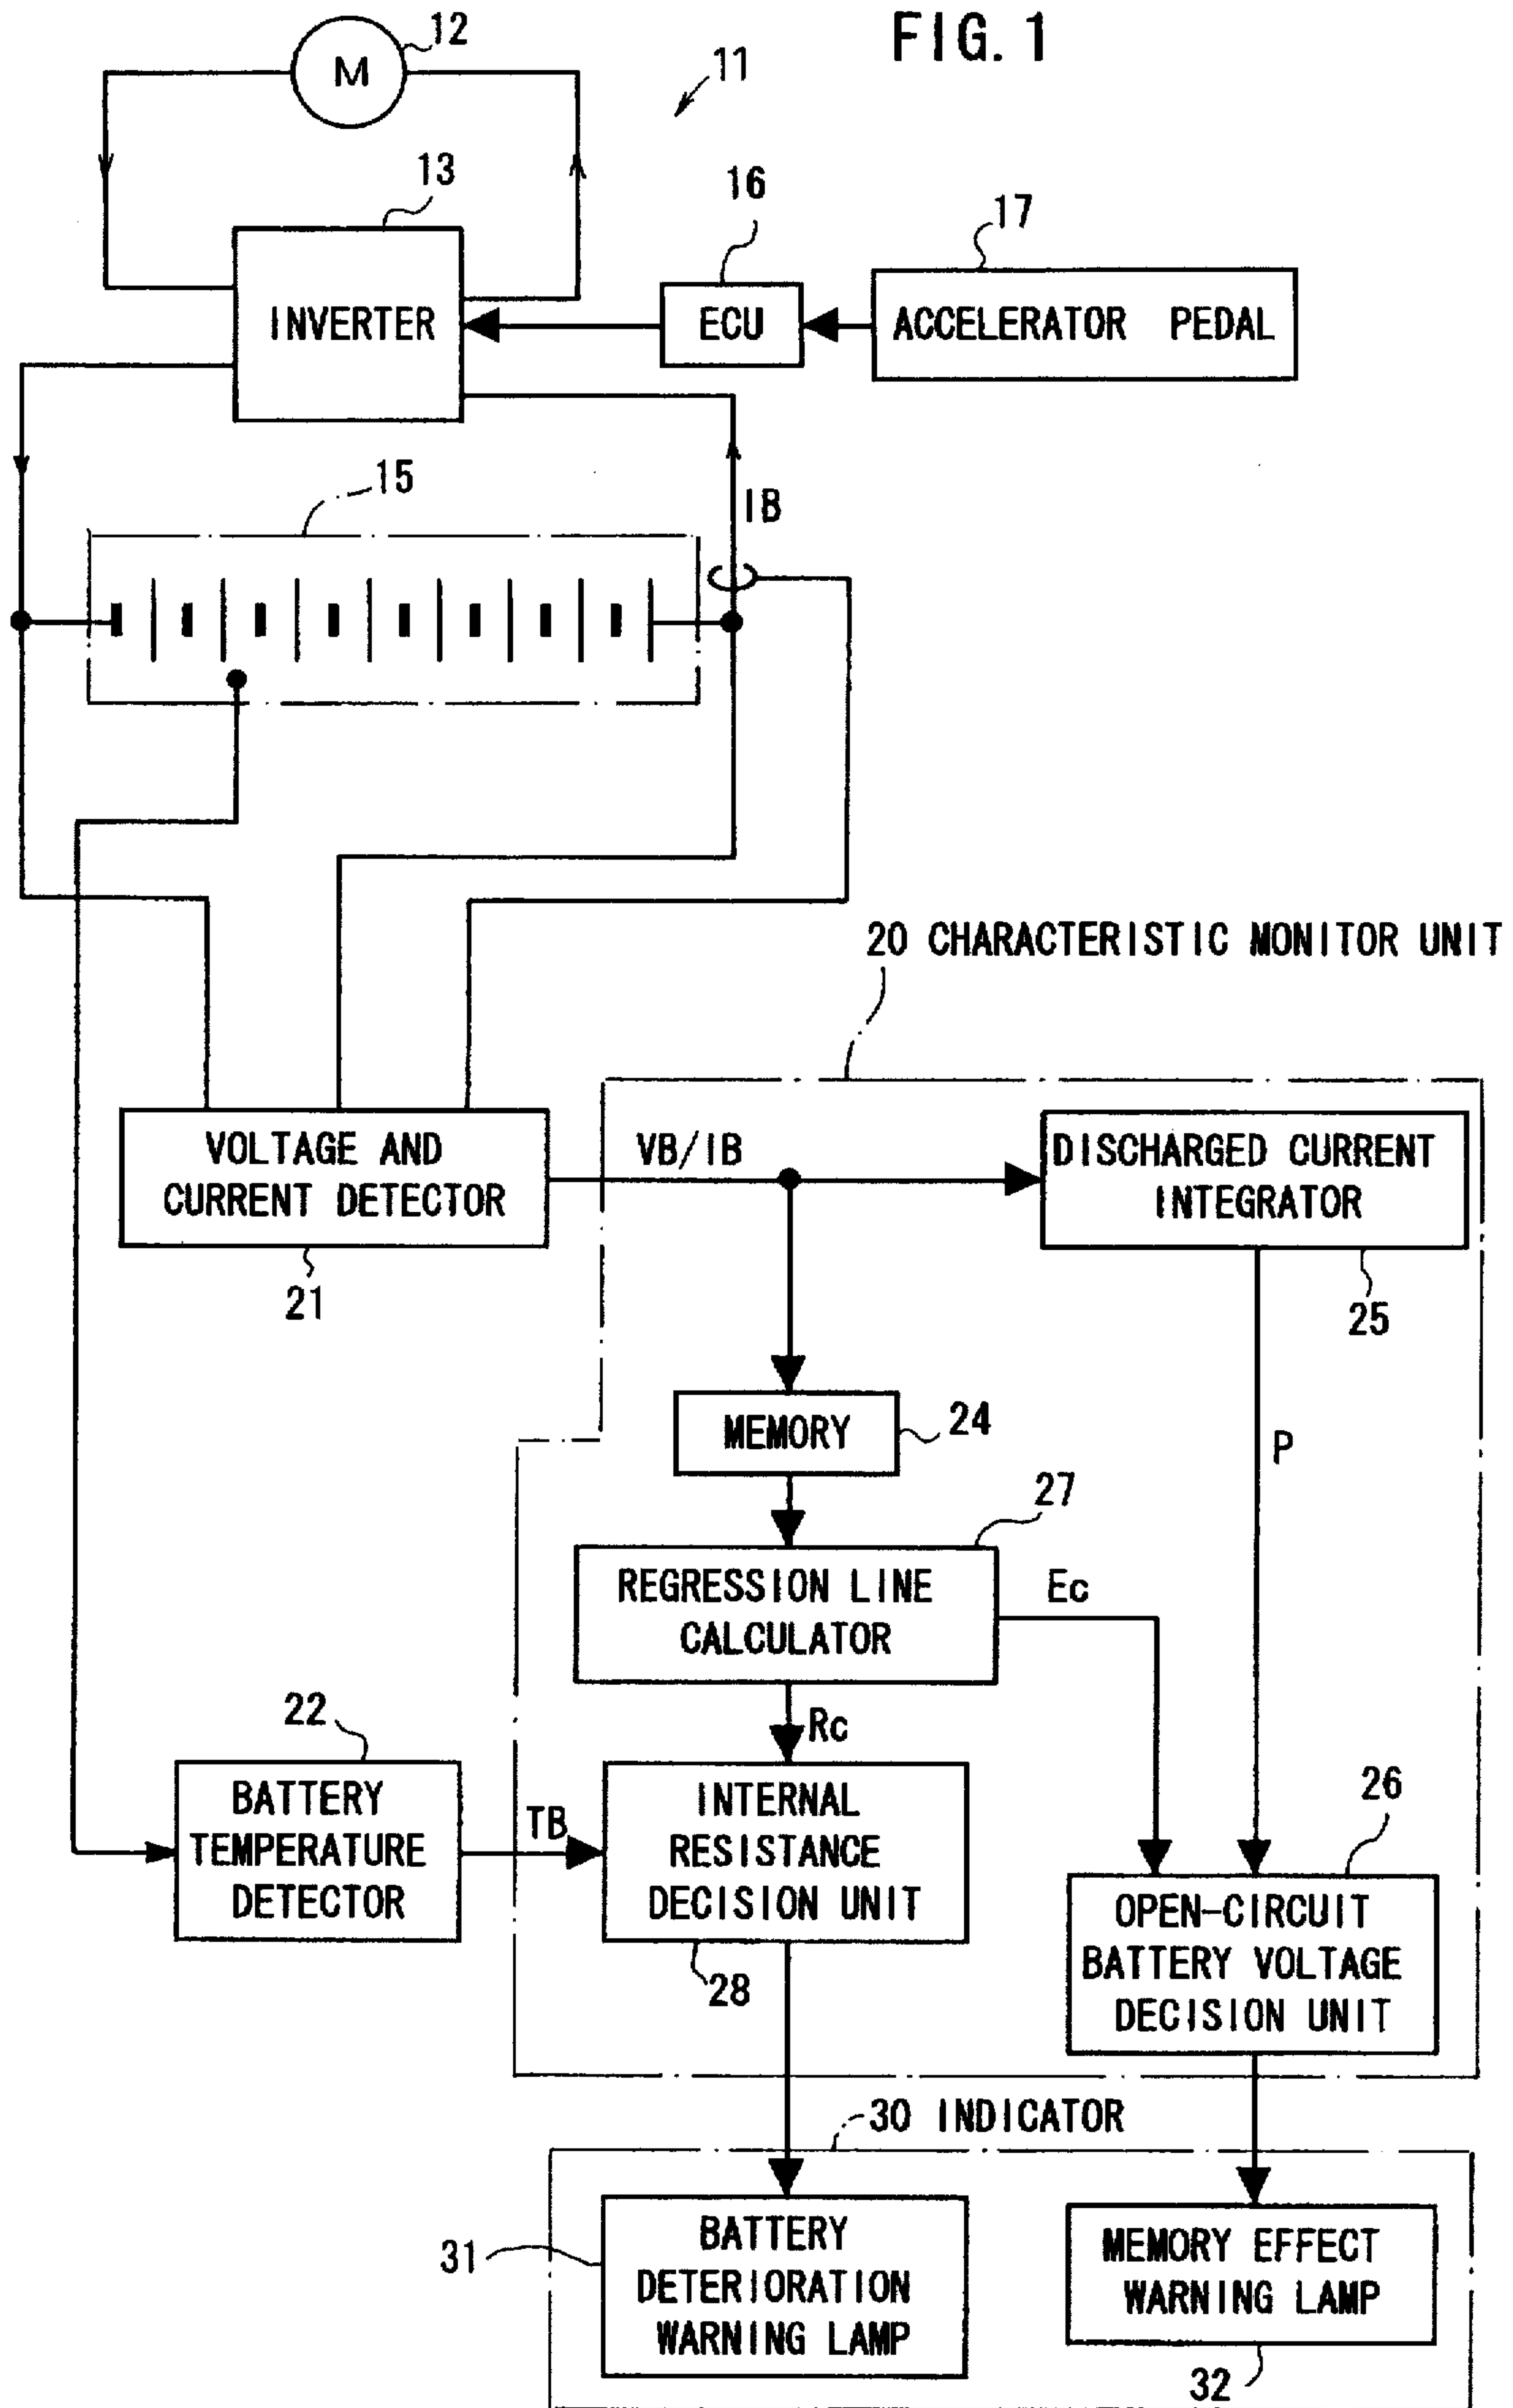 FIG. 1
12
M
11
13
16
17
INVERTER
ECU
ACCELERATOR PEDAL
15
IB
20 CHARACTERISTIC MONITOR UNIT
VOLTAGE AND
CURRENT DETECTOR
21
VB/IB
DISCHARGED CURRENT
INTEGRATOR
25
MEMORY
24
P
27
REGRESSION LINE
CALCULATOR
Ec
Rc
22
BATTERY
TEMPERATURE
DETECTOR
TB
INTERNAL
RESISTANCE
DECISION UNIT
28
26
OPEN-CIRCUIT
BATTERY VOLTAGE
DECISION UNIT
30 INDICATOR
31
BATTERY
DETERIORATION
WARNING LAMP
MEMORY EFFECT
WARNING LAMP
32